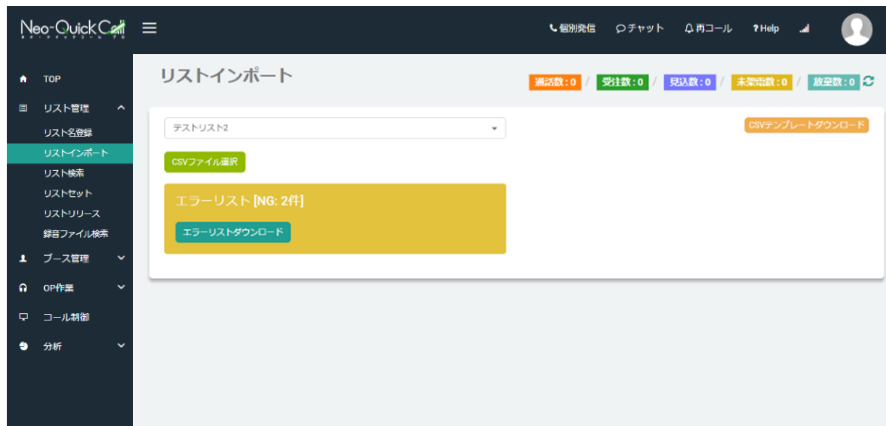 Neo-QuickCall
個別発信 チャット 再コール ?Help
TOP
リスト管理
リスト名登録
リストインポート
リスト検索
リストセット
リストリリース
録音ファイル検索
ブース管理
OP作業
コール制御
分析
リストインポート
通話数:0 / 受注数:0 / 見込数:0 / 未架電数:0 / 放棄数:0
テストリスト2
CSVテンプレートダウンロード
CSVファイル選択
エラーリスト [NG: 2件]
エラーリストダウンロード